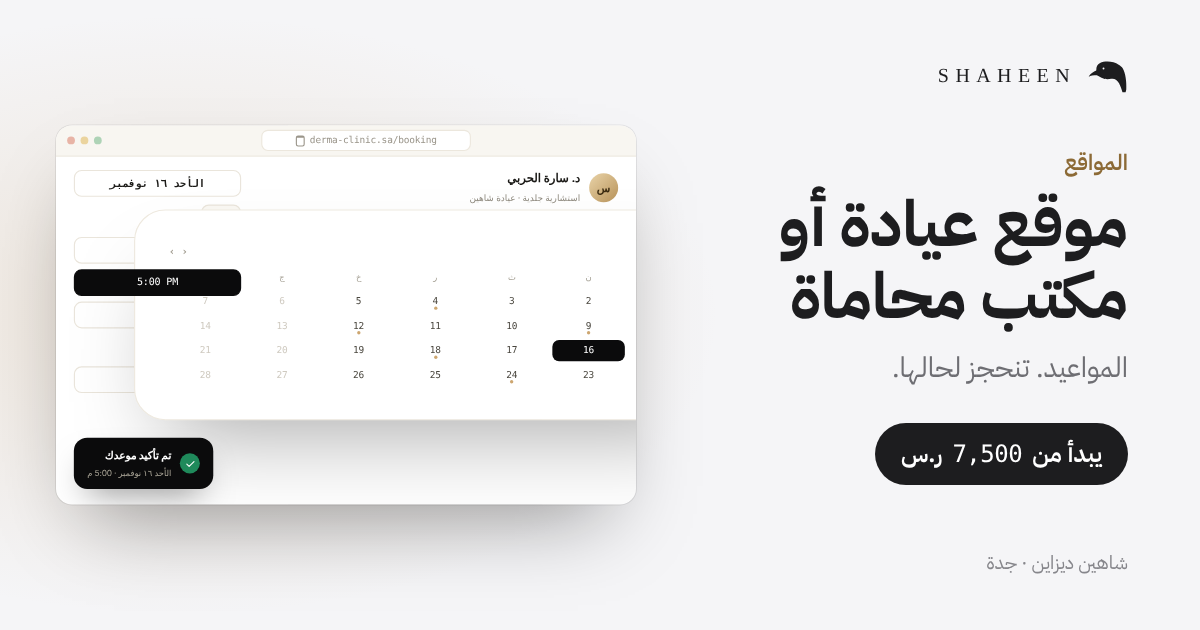 SHAHEEN
المواقع
موقع عيادة أو
مكتب محاماة
المواعيد. تنحجز لحالها.
يبدأ من 7,500 ر.س
شاهين ديزاين · جدة
derma-clinic.sa/booking
س
د. سارة الحربي
استشارية جلدية · عيادة شاهين
الأحد ١٦ نوفمبر
‹ ›
ن ث ر خ ج
2 3 4 5 6 7
9 10 11 12 13 14
16 17 18 19 20 21
23 24 25 26 27 28
5:00 PM
تم تأكيد موعدك
الأحد ١٦ نوفمبر · 5:00 م